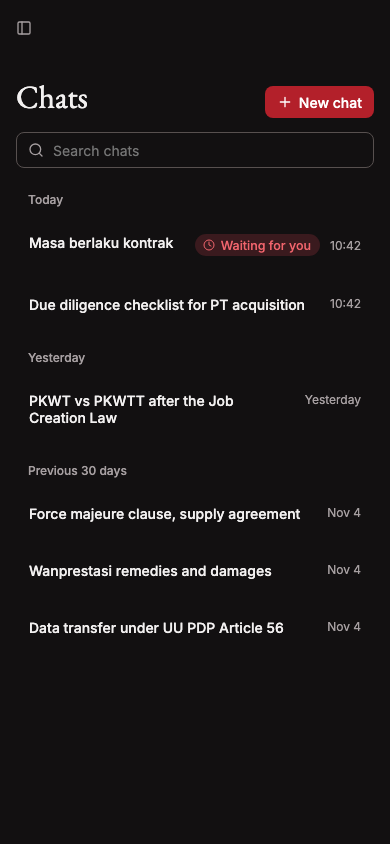 Chats
New chat
Search chats
Today
Masa berlaku kontrak Waiting for you 10:42
Due diligence checklist for PT acquisition 10:42
Yesterday
PKWT vs PKWTT after the Job Yesterday
Creation Law
Previous 30 days
Force majeure clause, supply agreement Nov 4
Wanprestasi remedies and damages Nov 4
Data transfer under UU PDP Article 56 Nov 4